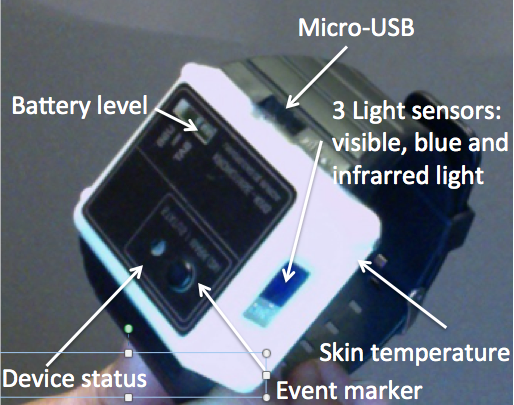 Micro-USB
Battery level
3 Light sensors:
visible, blue and
infrarred light
Skin temperature
Device status
Event marker